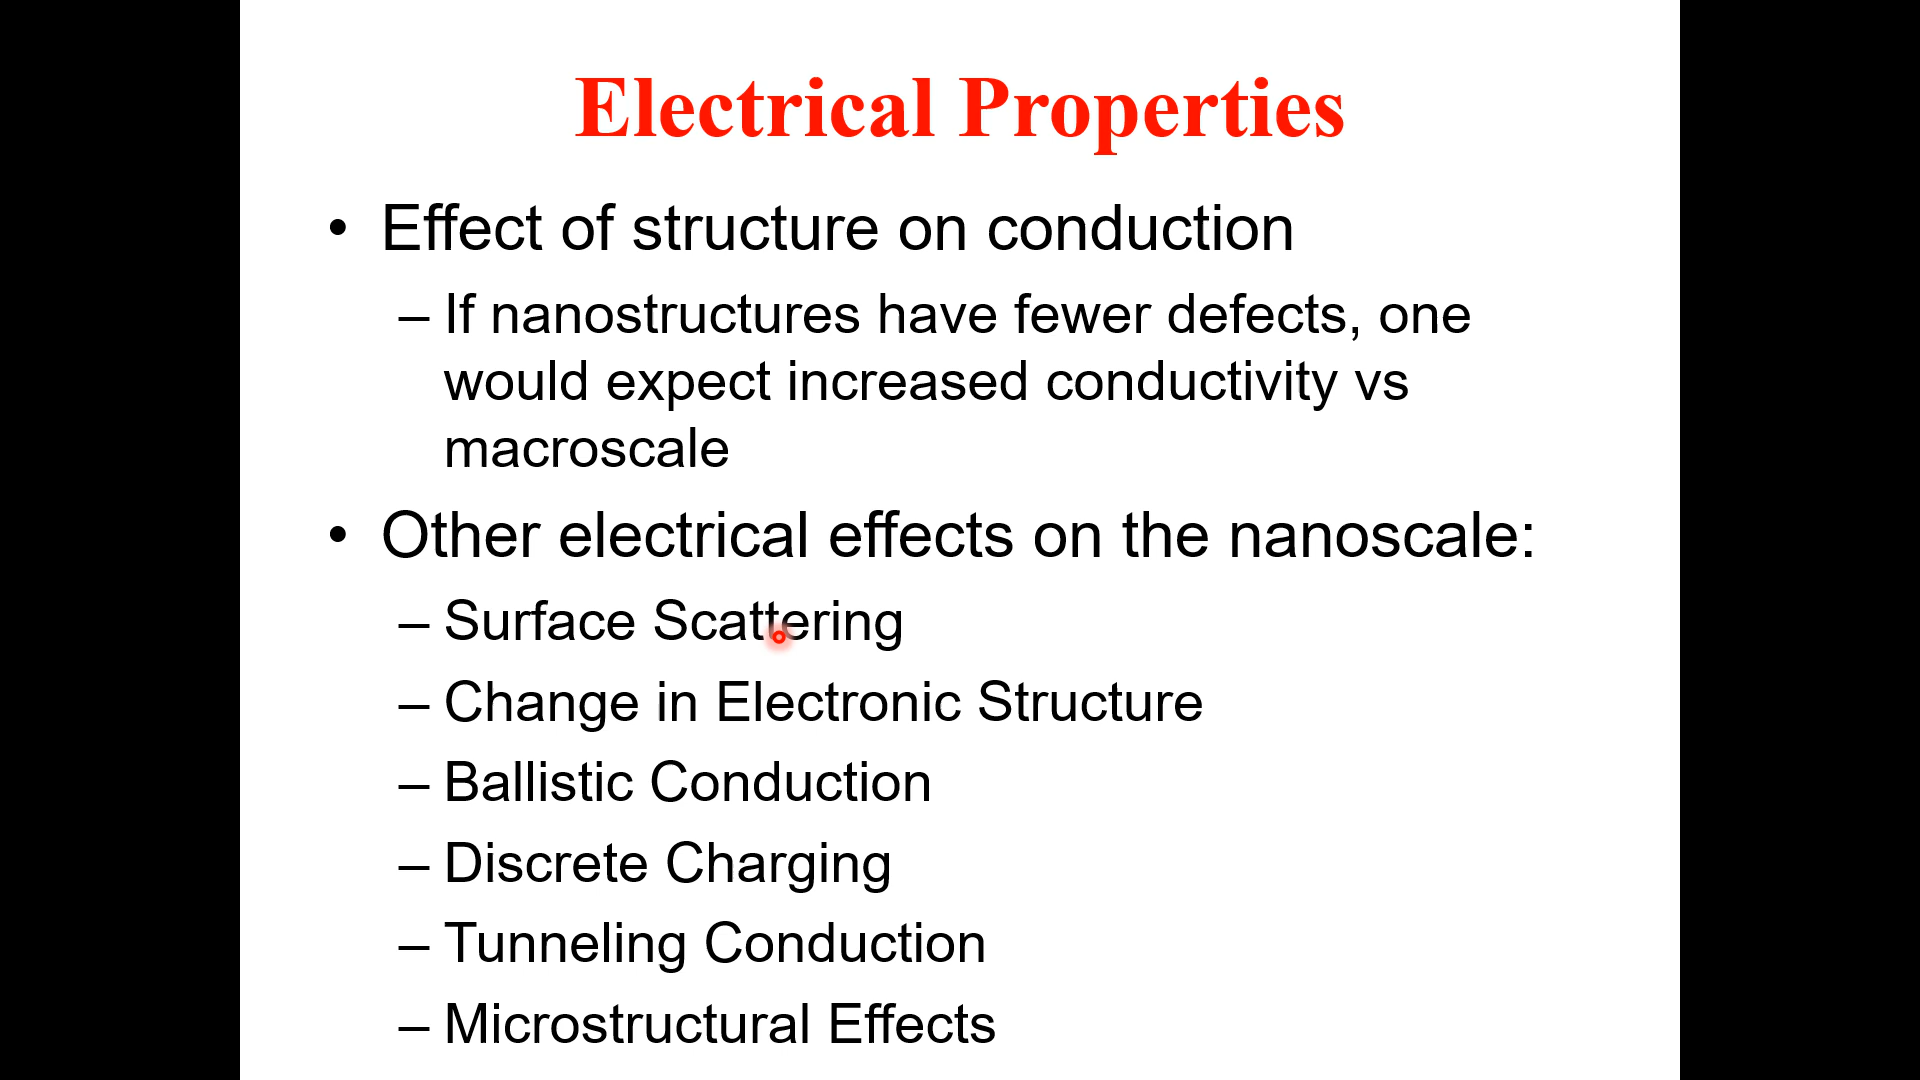 Electrical Properties
• Effect of structure on conduction
– If nanostructures have fewer defects, one
would expect increased conductivity vs
macroscale
• Other electrical effects on the nanoscale:
– Surface Scattering
– Change in Electronic Structure
– Ballistic Conduction
– Discrete Charging
– Tunneling Conduction
– Microstructural Effects